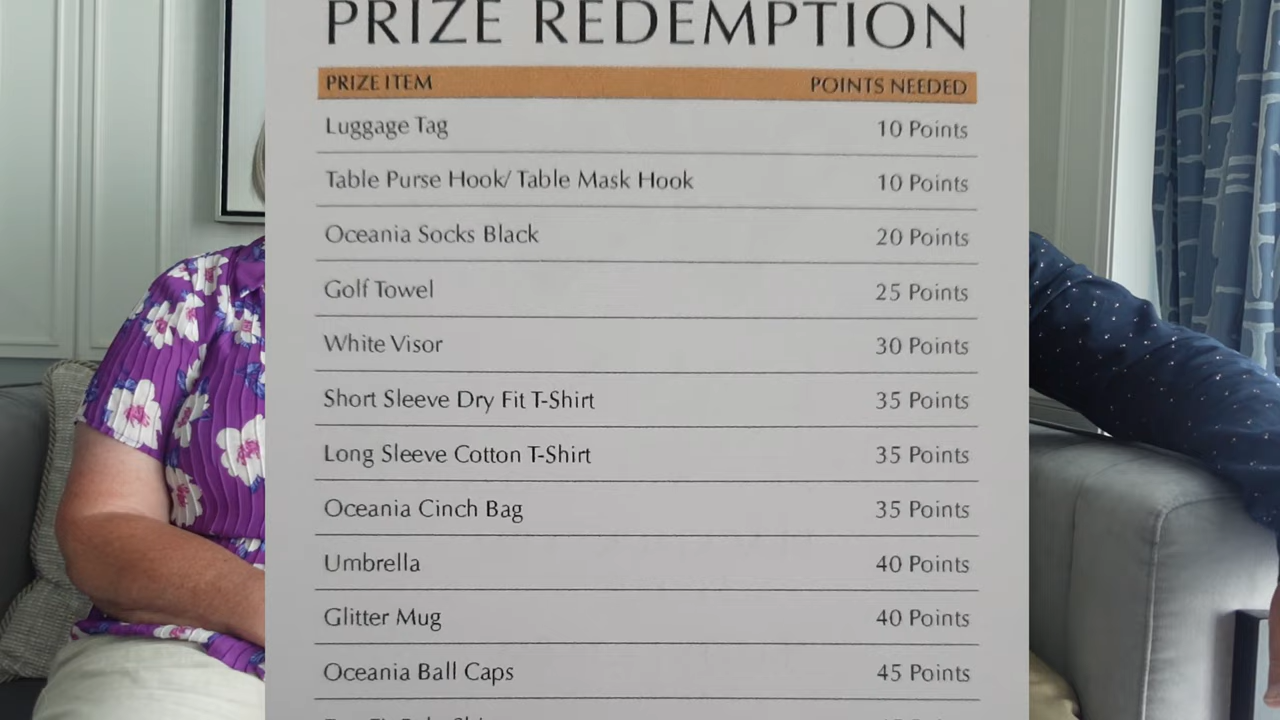 PRIZE REDEMPTION
PRIZE ITEM POINTS NEEDED
Luggage Tag 10 Points
Table Purse Hook/ Table Mask Hook 10 Points
Oceania Socks Black 20 Points
Golf Towel 25 Points
White Visor 30 Points
Short Sleeve Dry Fit T-Shirt 35 Points
Long Sleeve Cotton T-Shirt 35 Points
Oceania Cinch Bag 35 Points
Umbrella 40 Points
Glitter Mug 40 Points
Oceania Ball Caps 45 Points